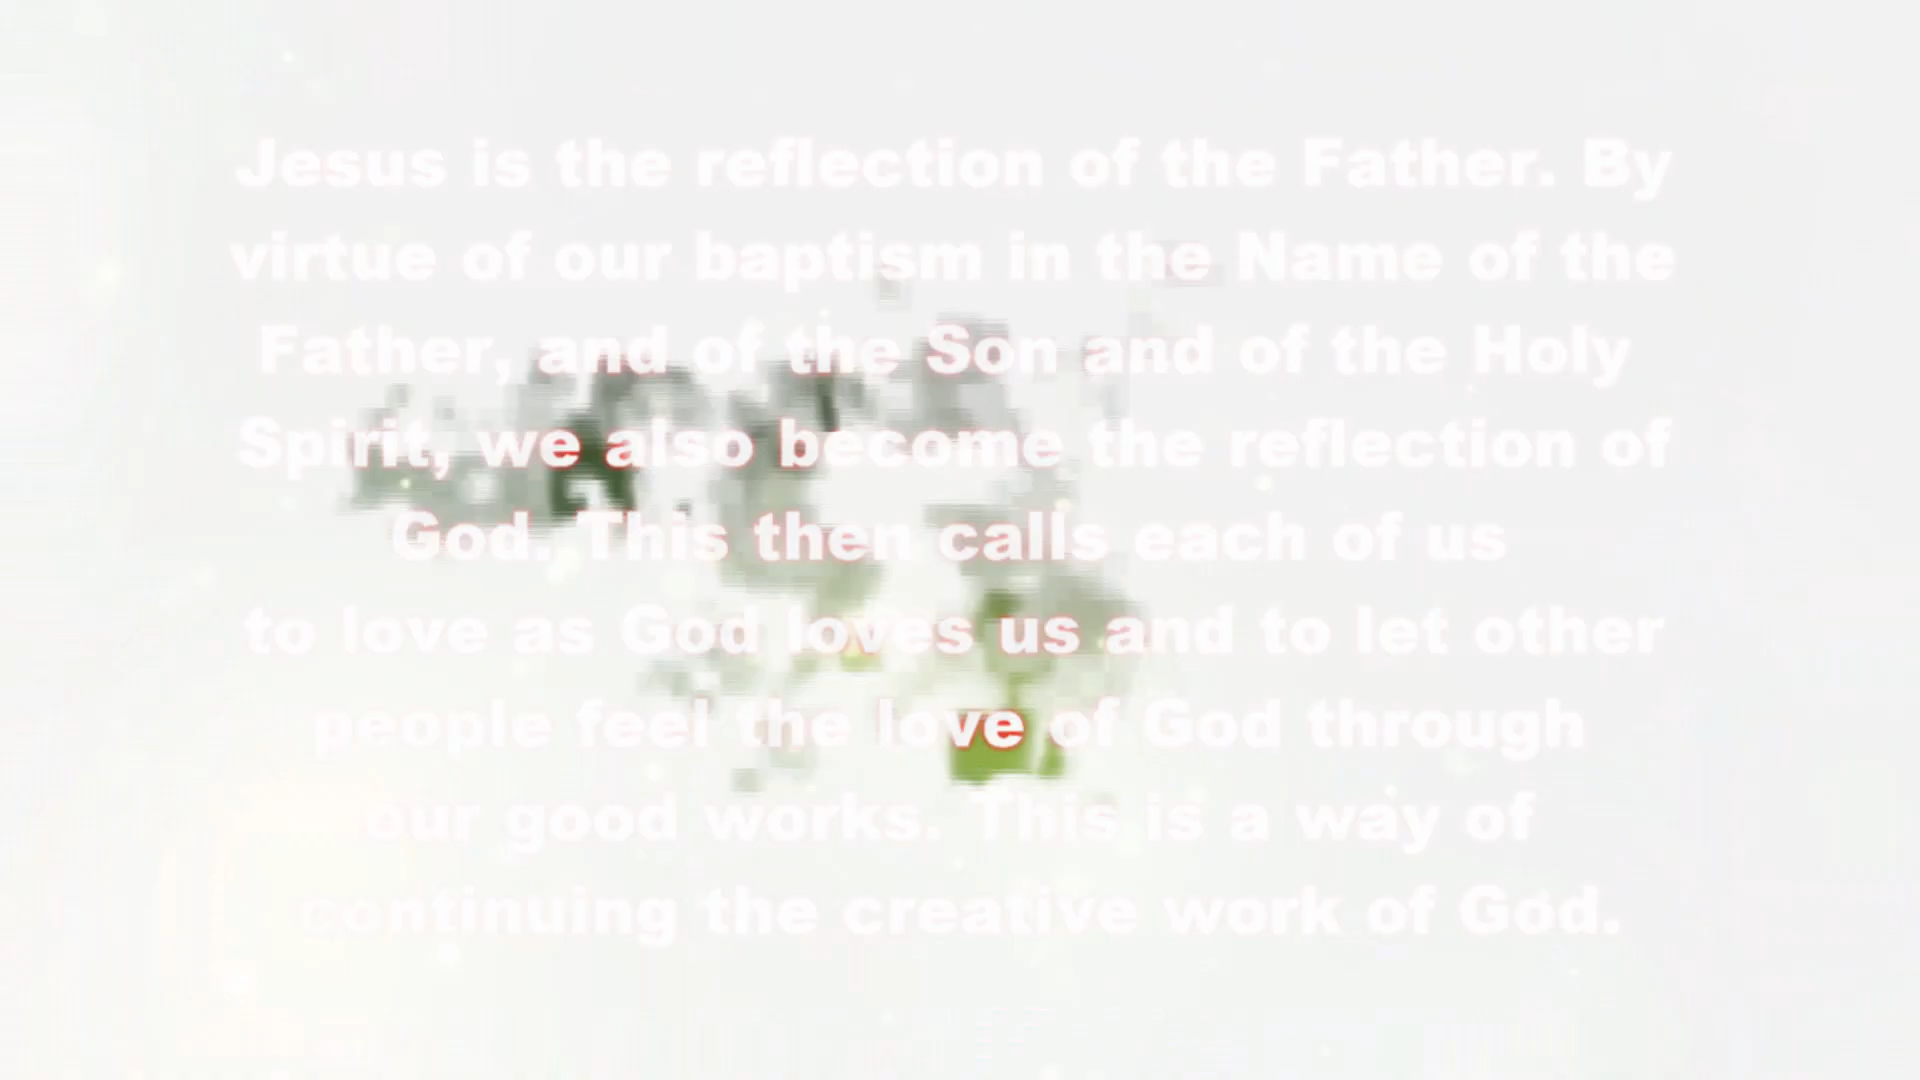 Jesus is the reflection of the Father. By
virtue of our baptism in the Name of the
Father, and of the Son and of the Holy
Spirit, we also become the reflection of
God. This then calls each of us
to love as God loves us and to let other
people feel the love of God through
our good works. This is a way of
continuing the creative work of God.